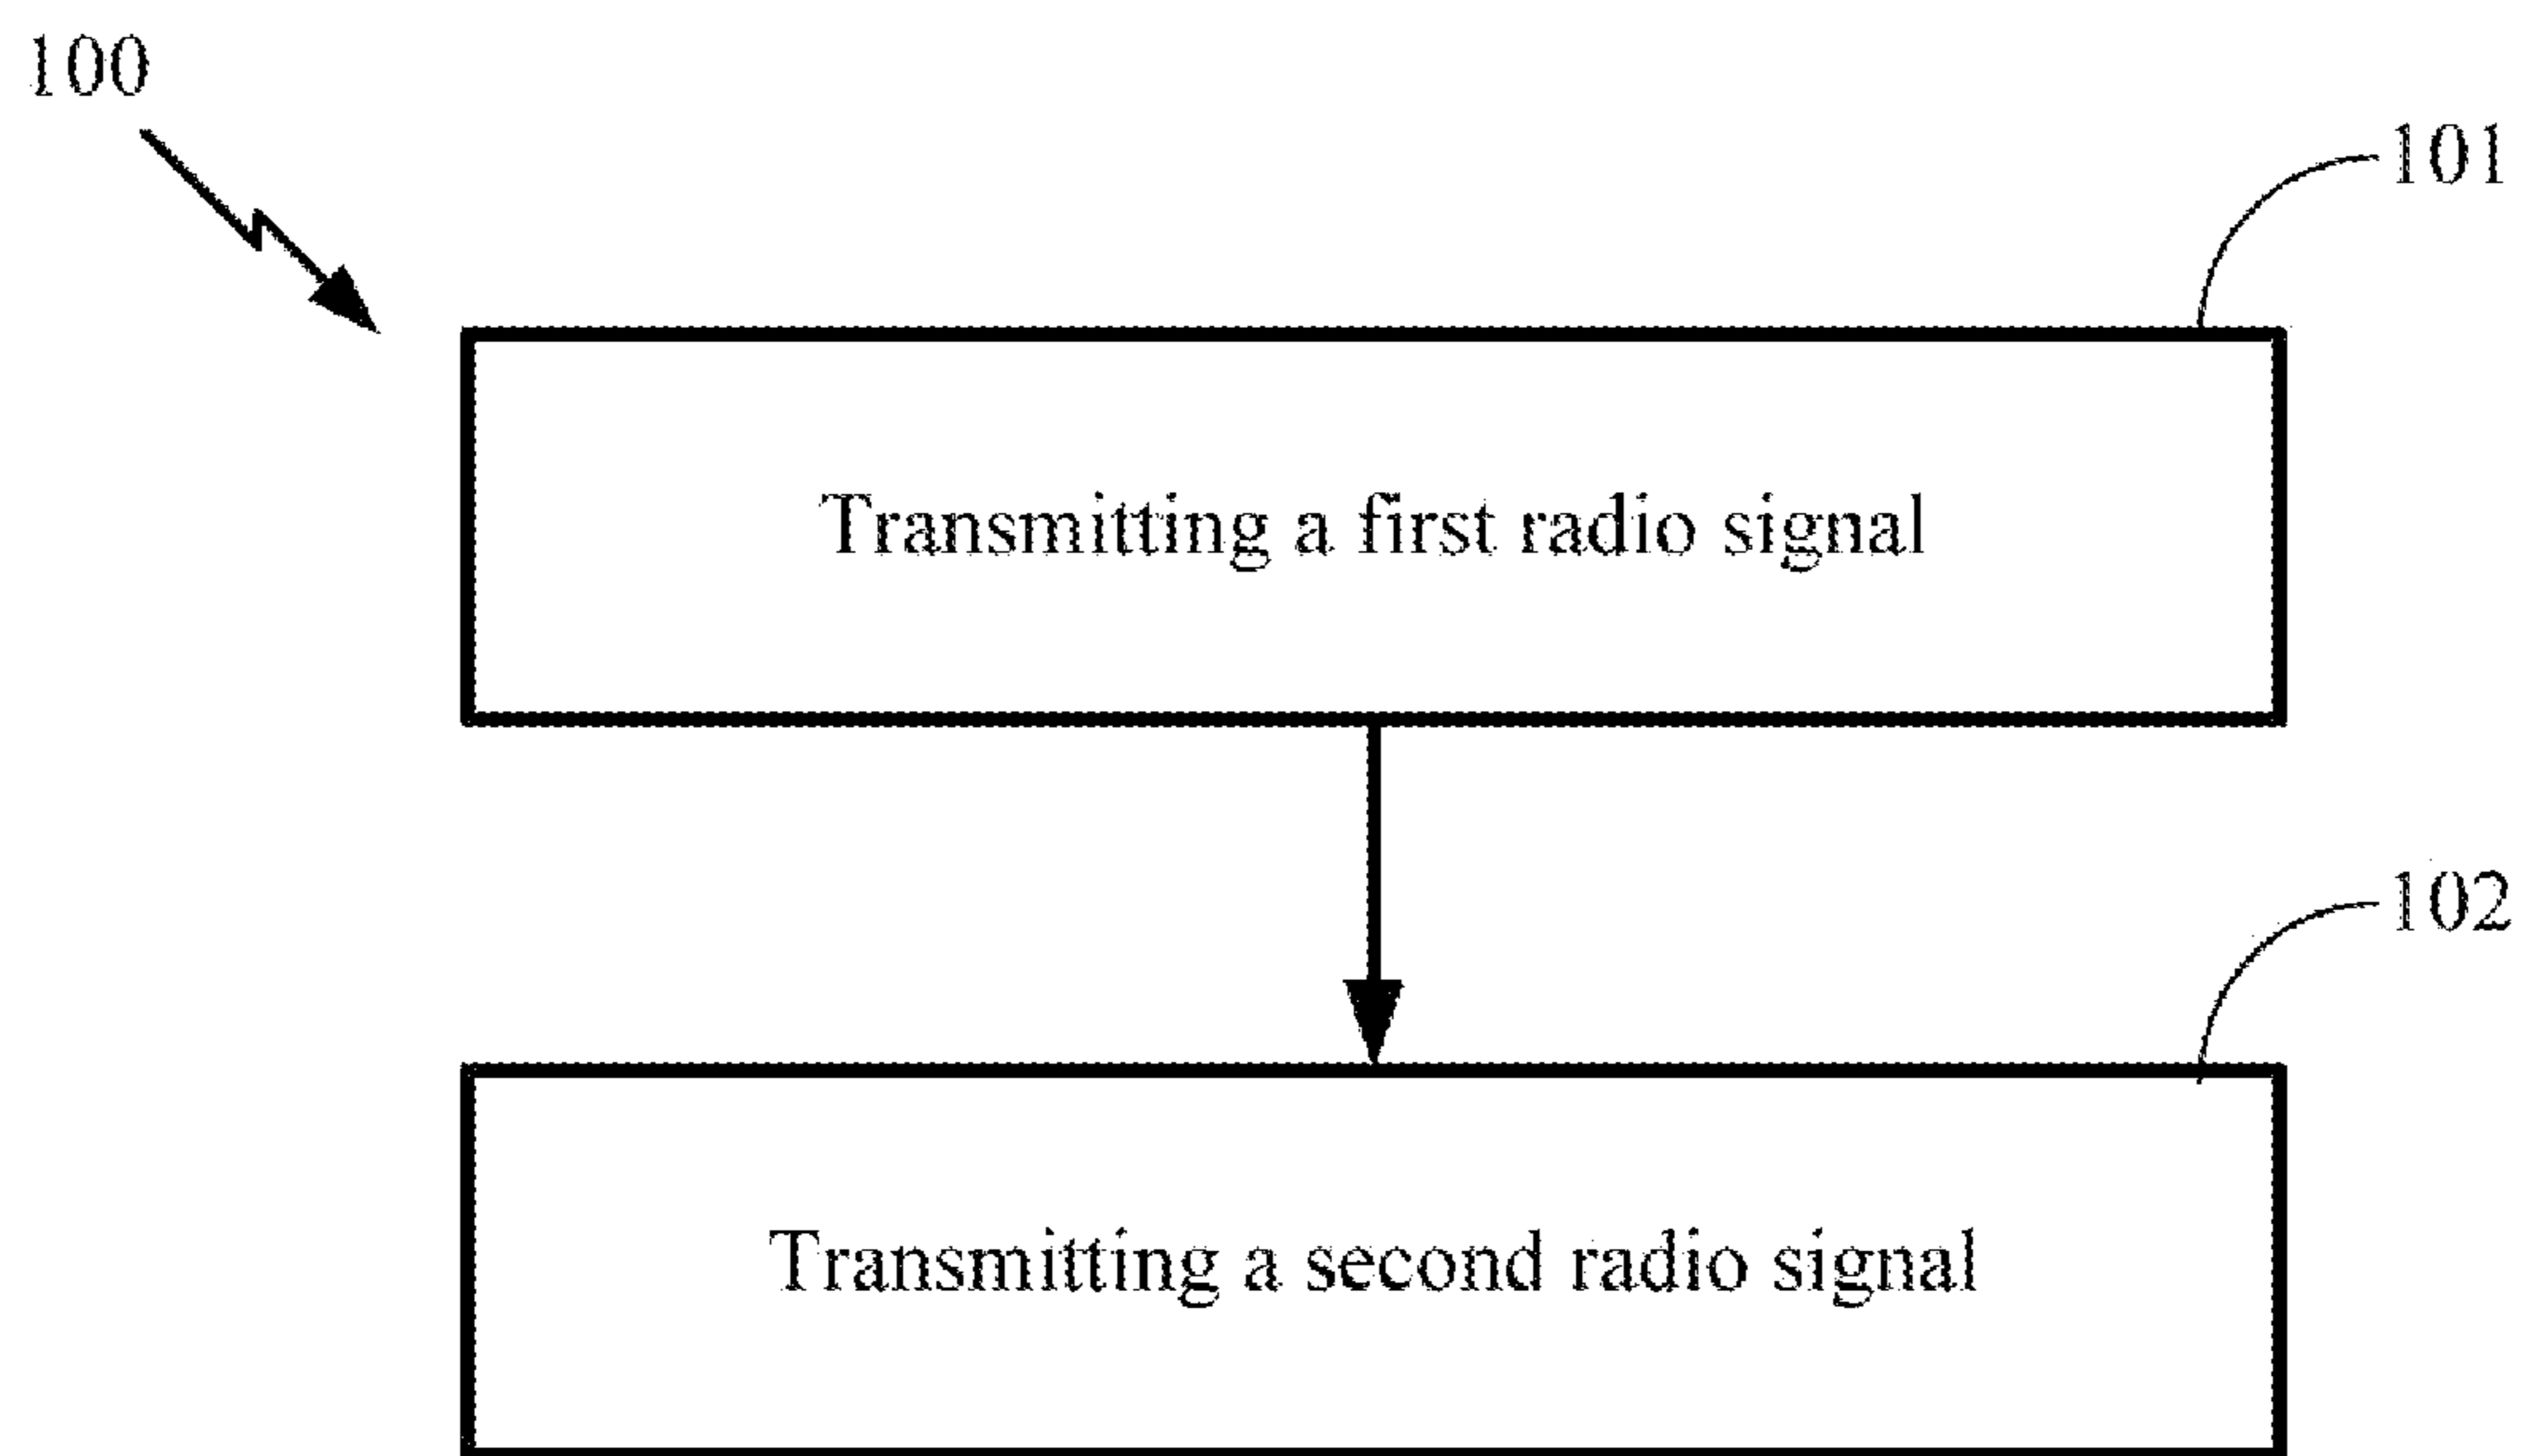 100
101
Transmitting a first radio signal
102
Transmitting a second radio signal